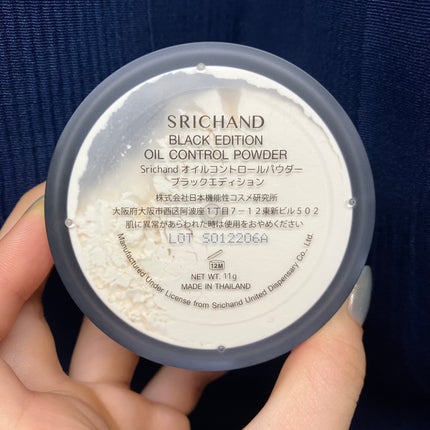 SRICHAND
BLACK EDITION
OIL CONTROL POWDER
Srichand オイルコントロールパウダー
ブラックエディション
株式会社日本機能性コスメ研究所
大阪府大阪市西区阿波座1丁目7-12東新ビル502
肌に異常があらわれた時は使用をおやめください
LOT S012206A
12M
NET WT. 11g
MADE IN THAILAND
Manufactured Under License from Srichand United Dispensary Co., Ltd.